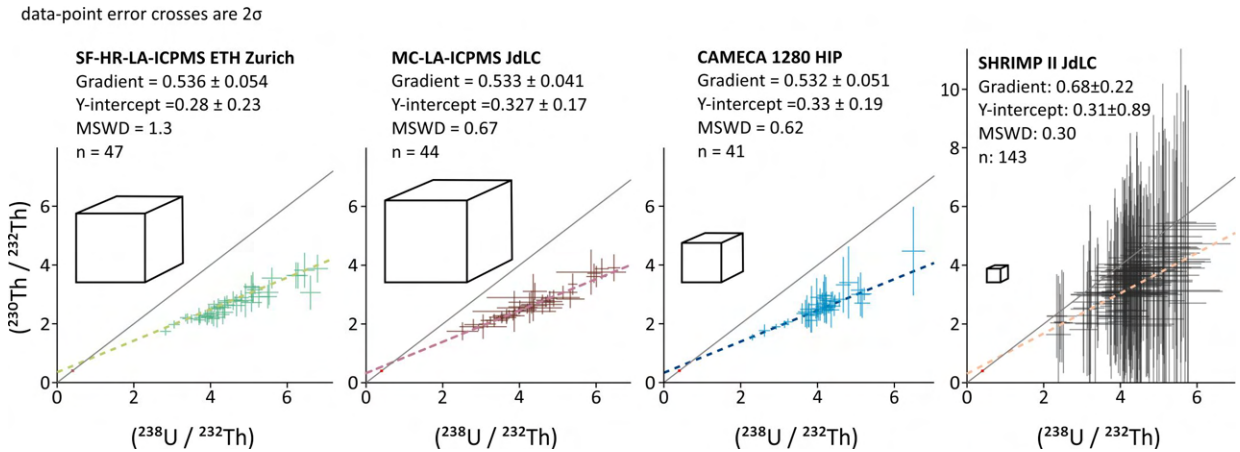 data-point error crosses are 2σ
SF-HR-LA-ICPMS ETH Zurich
Gradient = 0.536 ± 0.054
Y-intercept =0.28 ± 0.23
MSWD = 1.3
n = 47
MC-LA-ICPMS JdLC
Gradient = 0.533 ± 0.041
Y-intercept =0.327 ± 0.17
MSWD = 0.67
n = 44
CAMECA 1280 HIP
Gradient = 0.532 ± 0.051
Y-intercept =0.33 ± 0.19
MSWD = 0.62
n = 41
SHRIMP II JdLC
Gradient: 0.68±0.22
Y-intercept: 0.31±0.89
MSWD: 0.30
n: 143
(²³⁰Th / ²³²Th)
6
4
2
0
6
4
2
0
6
4
2
0
10
8
6
4
2
0
0 2 4 6
0 2 4 6
0 2 4 6
0 2 4 6
(²³⁸U / ²³²Th)
(²³⁸U / ²³²Th)
(²³⁸U / ²³²Th)
(²³⁸U / ²³²Th)